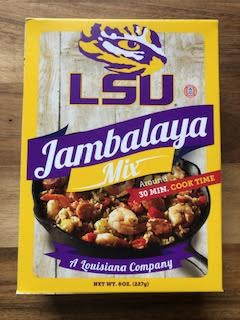 LSU
Jambalaya
Mix
Around
30 MIN. COOK TIME
A Louisiana Company
NET WT. 8OZ. (227g)